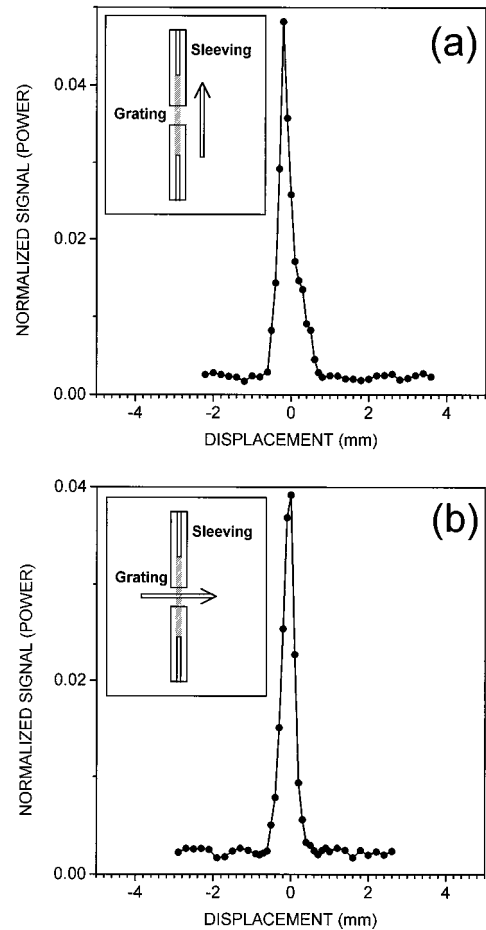 (a)
Sleeving
Grating
NORMALIZED SIGNAL (POWER)
0.04
0.02
0.00
-4
-2
0
2
4
DISPLACEMENT (mm)
(b)
Sleeving
Grating
NORMALIZED SIGNAL (POWER)
0.04
0.02
0.00
-4
-2
0
2
4
DISPLACEMENT (mm)